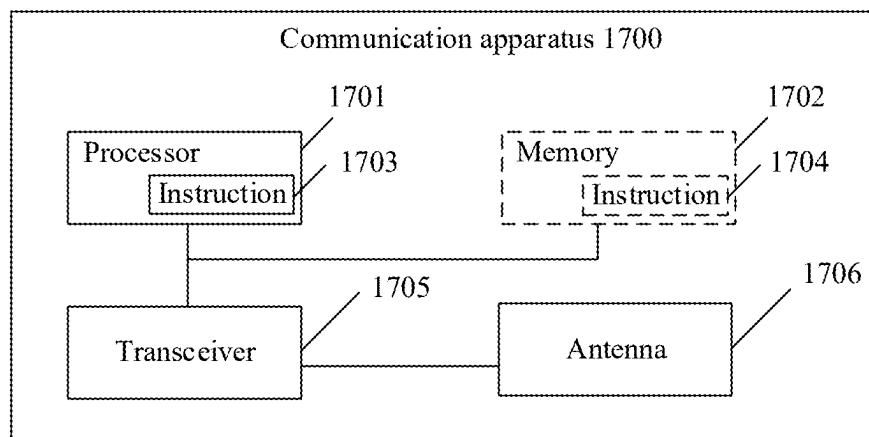 Communication apparatus 1700
1701
1702
Processor
Memory
1703
1704
Instruction
Instruction
1705
1706
Transceiver
Antenna